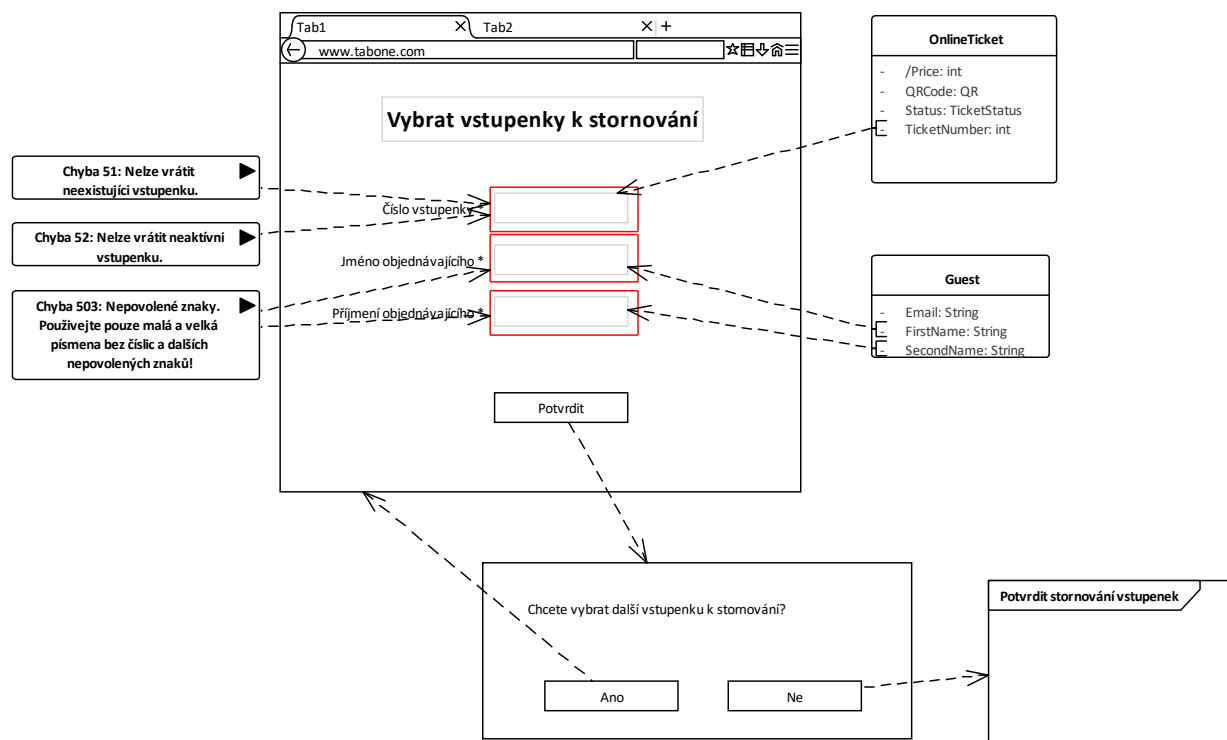 Tab1
Tab2
+
www.tabone.com
Vybrat vstupenky k stornování
OnlineTicket
- /Price: int
- QRCode: QR
- Status: TicketStatus
- TicketNumber: int
Chyba 51: Nelze vrátit
neexistujíci vstupenku.
Číslo vstupenky *
Chyba 52: Nelze vrátit neaktívni
vstupenku.
Jméno objednávajícího *
Chyba 503: Nepovolené znaky.
Použivejte pouze malá a velká
písmena bez číslic a dalších
nepovolených znaků!
Příjmení objednávajícího *
Guest
- Email: String
- FirstName: String
- SecondName: String
Potvrdit
Chcete vybrat další vstupenku k stornování?
Ano
Ne
Potvrdit stornování vstupenek